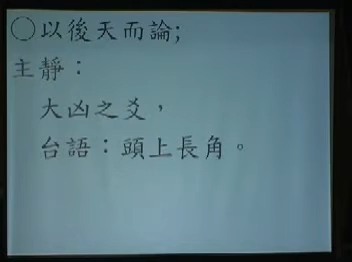 ○以後天而論;
主靜：
大凶之爻，
台語：頭上長角。